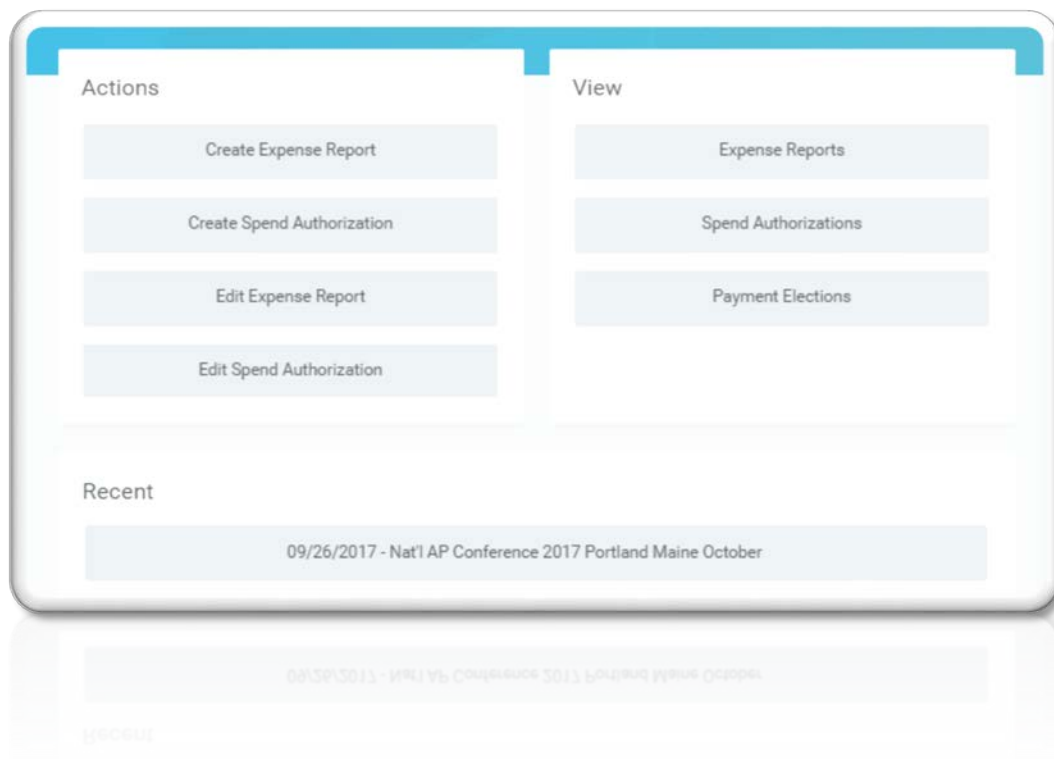 Actions
Create Expense Report
Create Spend Authorization
Edit Expense Report
Edit Spend Authorization
View
Expense Reports
Spend Authorizations
Payment Elections
Recent
09/26/2017 - Nat'l AP Conference 2017 Portland Maine October